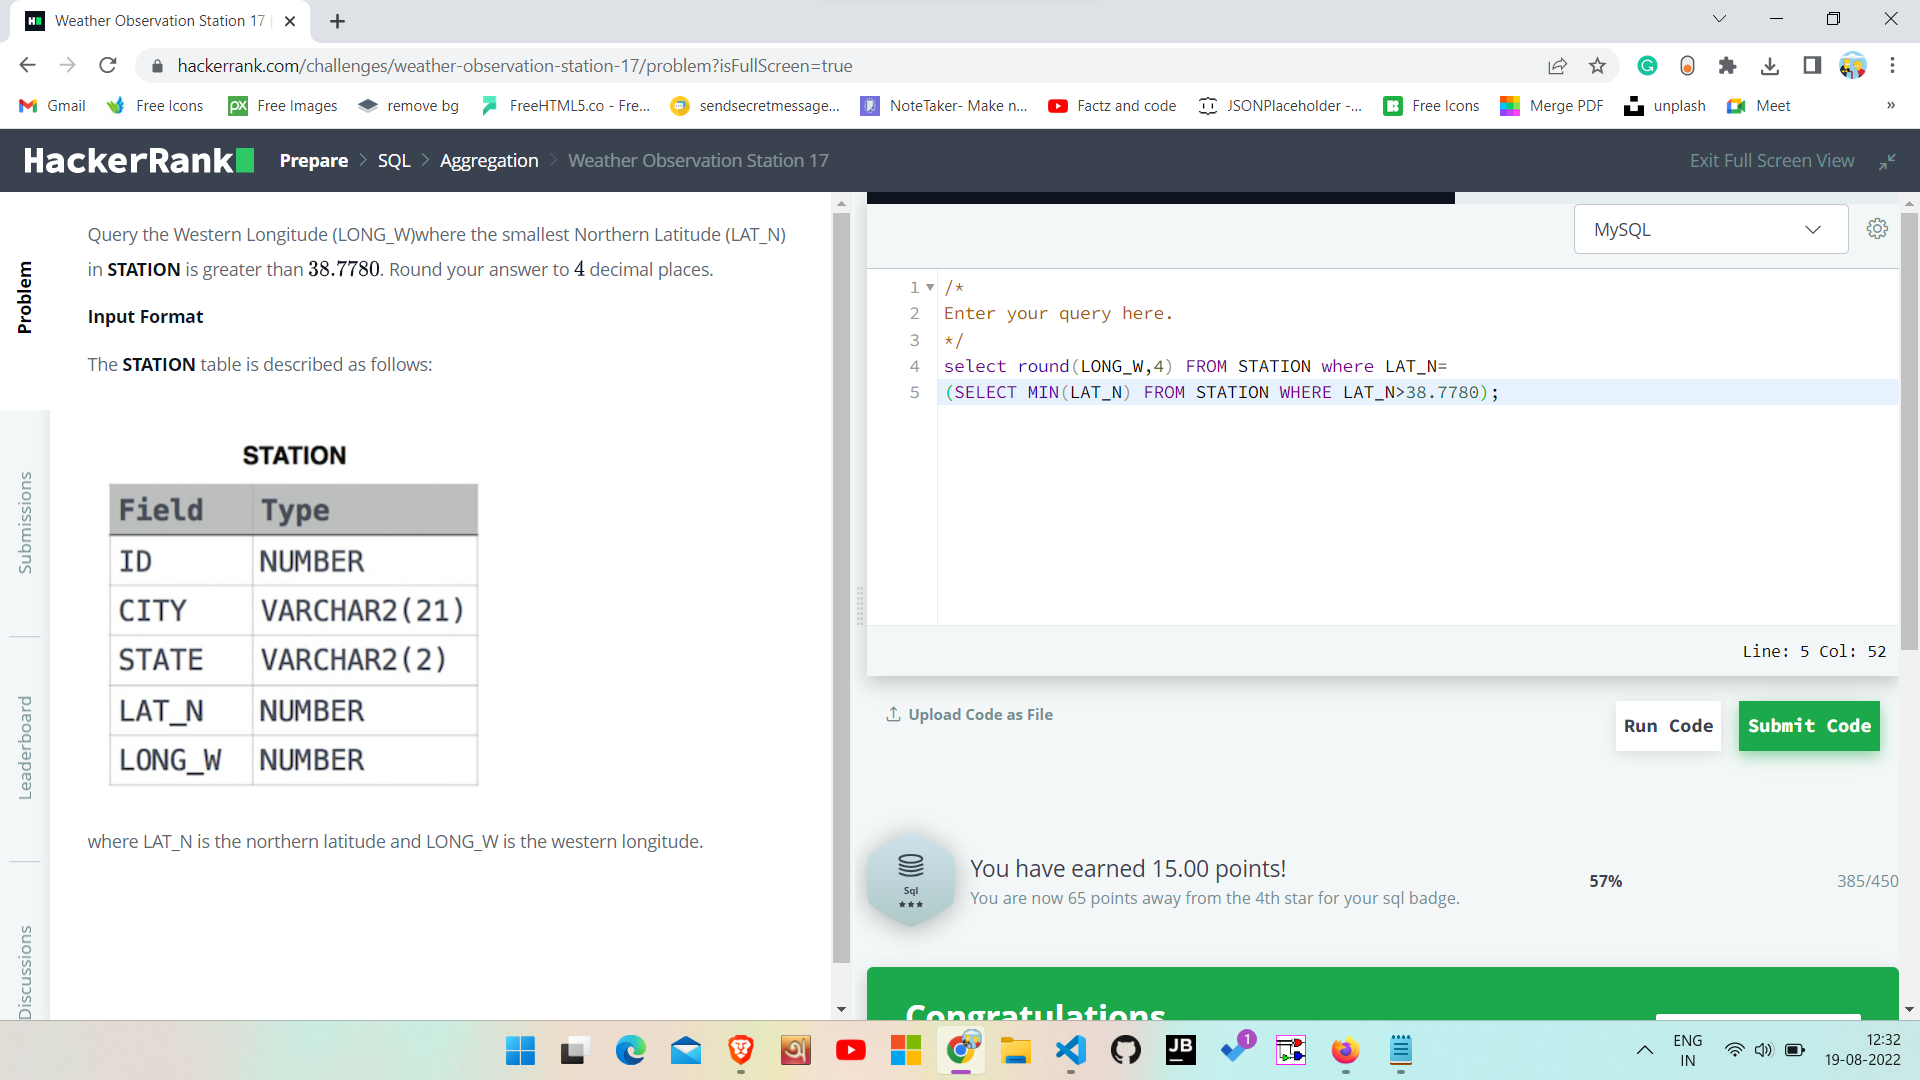 Weather Observation Station 17
hackerrank.com/challenges/weather-observation-station-17/problem?isFullScreen=true
Gmail Free Icons Free Images remove bg FreeHTML5.co - Fre... sendsecretmessage... NoteTaker- Make n... Factz and code JSONPlaceholder -... Free Icons Merge PDF unplash Meet »
HackerRank Prepare SQL Aggregation Weather Observation Station 17 Exit Full Screen View
Problem
Submissions
Leaderboard
Discussions
Query the Western Longitude (LONG_W)where the smallest Northern Latitude (LAT_N)
in STATION is greater than 38.7780. Round your answer to 4 decimal places.
Input Format
The STATION table is described as follows:
STATION
Field Type
ID NUMBER
CITY VARCHAR2(21)
STATE VARCHAR2(2)
LAT_N NUMBER
LONG_W NUMBER
where LAT_N is the northern latitude and LONG_W is the western longitude.
MySQL
1 /*
2 Enter your query here.
3 */
4 select round(LONG_W,4) FROM STATION where LAT_N=
5 (SELECT MIN(LAT_N) FROM STATION WHERE LAT_N>38.7780);
Line: 5 Col: 52
Upload Code as File
Run Code Submit Code
Sql
You have earned 15.00 points!
You are now 65 points away from the 4th star for your sql badge.
57% 385/450
Congratulations
JB
1
ENG
IN
12:32
19-08-2022